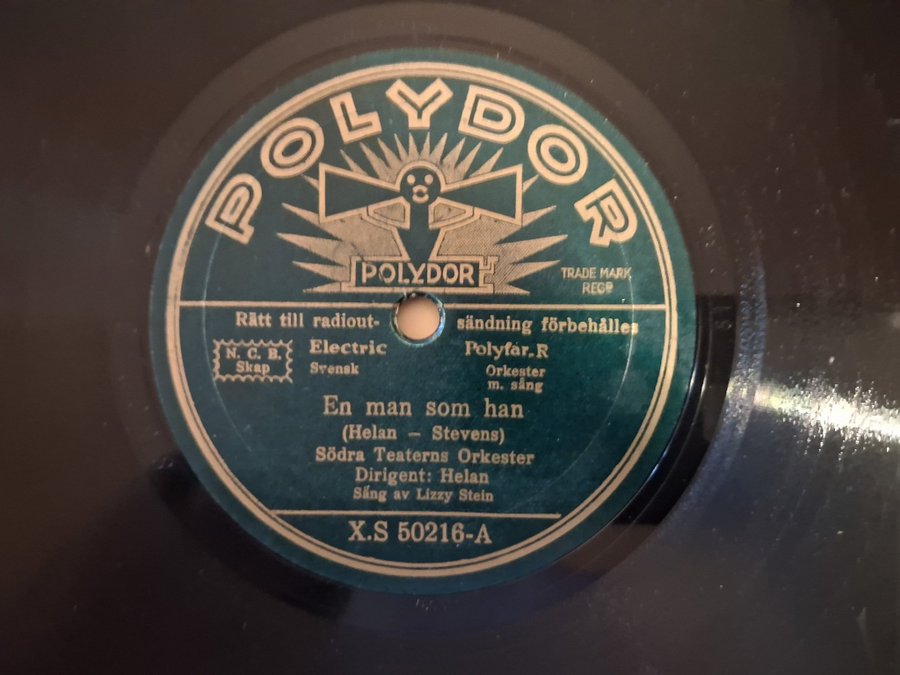 POLYDOR
POLYDOR
TRADE MARK
RECD
Rätt till radiout- sändning förbehålles
N. C. B. Electric Polyfar.R
Skap Svensk Orkester
m. sång
En man som han
(Helan – Stevens)
Södra Teaterns Orkester
Dirigent: Helan
Sång av Lizzy Stein
X.S 50216-A